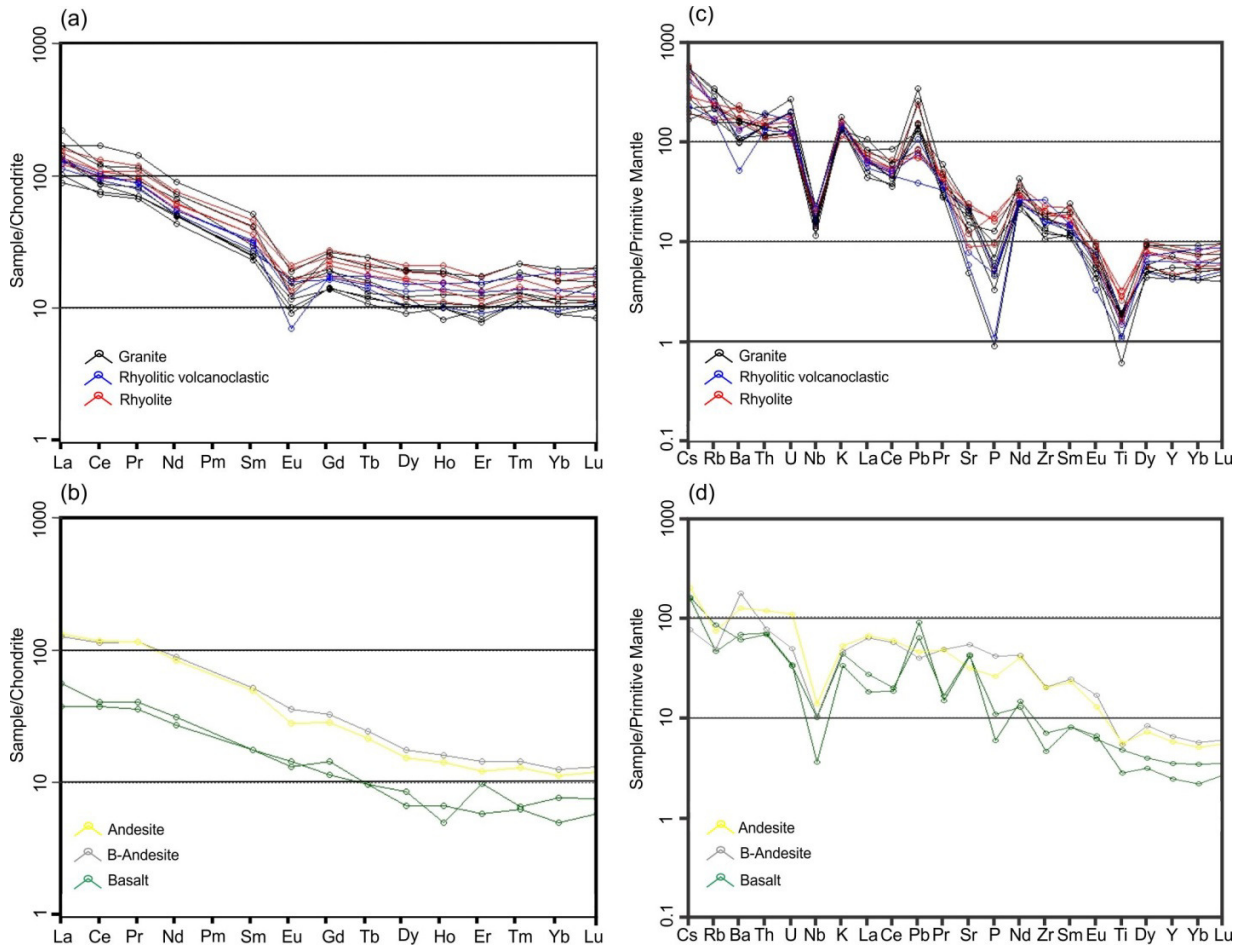 (a)
Sample/Chondrite
1000
100
10
1
Granite
Rhyolitic volcanoclastic
Rhyolite
La Ce Pr Nd Pm Sm Eu Gd Tb Dy Ho Er Tm Yb Lu
(c)
Sample/Primitive Mantle
1000
100
10
1
0.1
Granite
Rhyolitic volcanoclastic
Rhyolite
Cs Rb Ba Th U Nb K La Ce Pb Pr Sr P Nd Zr Sm Eu Ti Dy Y Yb Lu
(b)
Sample/Chondrite
1000
100
10
1
Andesite
B-Andesite
Basalt
La Ce Pr Nd Pm Sm Eu Gd Tb Dy Ho Er Tm Yb Lu
(d)
Sample/Primitive Mantle
1000
100
10
1
0.1
Andesite
B-Andesite
Basalt
Cs Rb Ba Th U Nb K La Ce Pb Pr Sr P Nd Zr Sm Eu Ti Dy Y Yb Lu